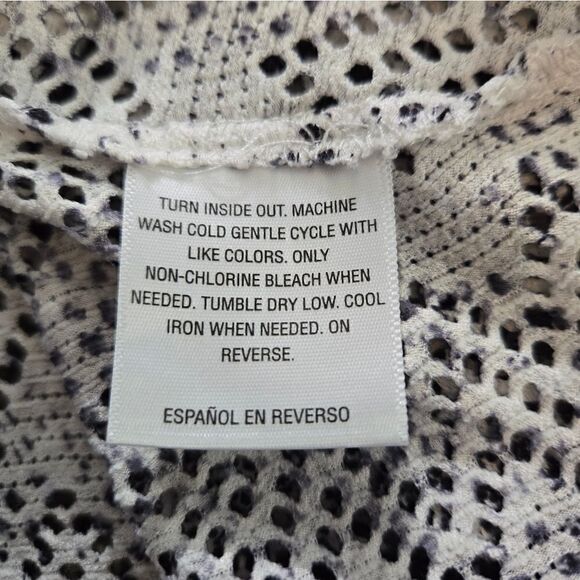 TURN INSIDE OUT. MACHINE
WASH COLD GENTLE CYCLE WITH
LIKE COLORS. ONLY
NON-CHLORINE BLEACH WHEN
NEEDED. TUMBLE DRY LOW. COOL
IRON WHEN NEEDED. ON
REVERSE.
ESPAÑOL EN REVERSO